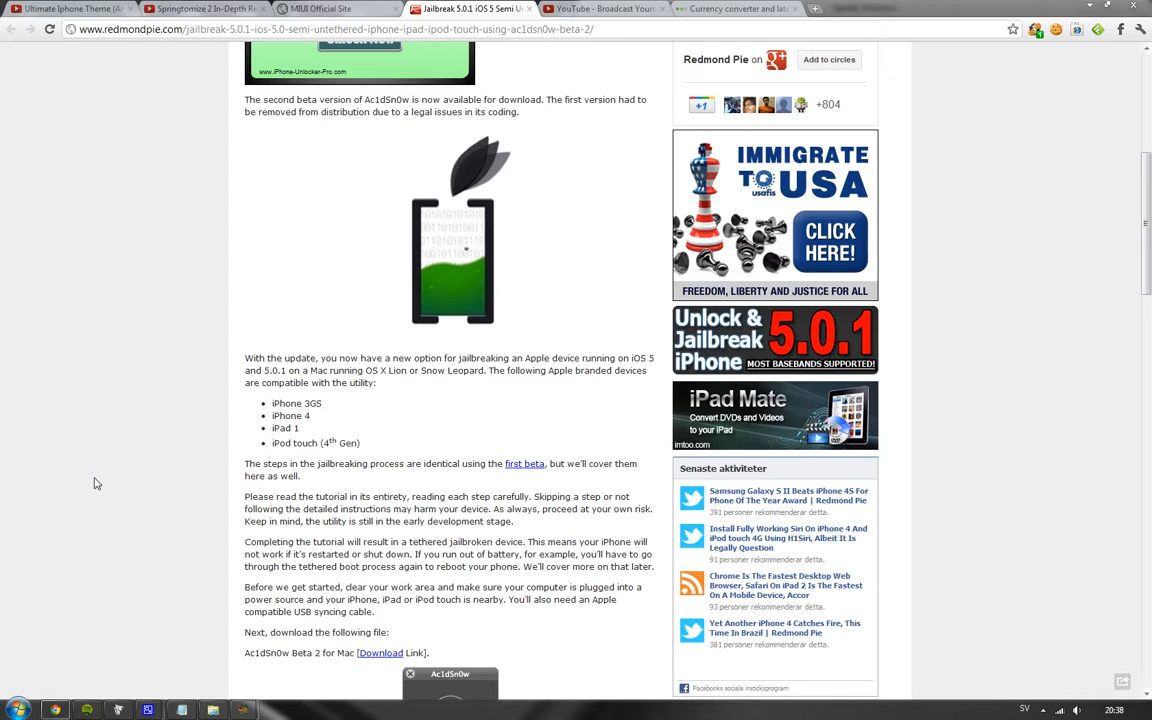 Ultimate Iphone Theme (A
Springtomize 2 In-Depth Re
MIUI Official Site
Jailbreak 5.0.1 iOS 5 Semi U
YouTube - Broadcast Yours
Currency converter and lat
www.redmondpie.com/jailbreak-5.0.1-ios-5.0-semi-untethered-iphone-ipad-ipod-touch-using-ac1dsn0w-beta-2/
www.iPhone-Unlocker-Pro.com
The second beta version of Ac1dSn0w is now available for download. The first version had to
be removed from distribution due to a legal issues in its coding.
With the update, you now have a new option for jailbreaking an Apple device running on iOS 5
and 5.0.1 on a Mac running OS X Lion or Snow Leopard. The following Apple branded devices
are compatible with the utility:
• iPhone 3GS
• iPhone 4
• iPad 1
• iPod touch (4th Gen)
The steps in the jailbreaking process are identical using the first beta, but we'll cover them
here as well.
Please read the tutorial in its entirety, reading each step carefully. Skipping a step or not
following the detailed instructions may harm your device. As always, proceed at your own risk.
Keep in mind, the utility is still in the early development stage.
Completing the tutorial will result in a tethered jailbroken device. This means your iPhone will
not work if it's restarted or shut down. If you run out of battery, for example, you'll have to go
through the tethered boot process again to reboot your phone. We'll cover more on that later.
Before we get started, clear your work area and make sure your computer is plugged into a
power source and your iPhone, iPad or iPod touch is nearby. You'll also need an Apple
compatible USB syncing cable.
Next, download the following file:
Ac1dSn0w Beta 2 for Mac [Download Link].
Ac1dSn0w
Redmond Pie on
Add to circles
+1
+804
IMMIGRATE
TO USA
usafis
CLICK
HERE!
FREEDOM, LIBERTY AND JUSTICE FOR ALL
Unlock &
Jailbreak
iPhone
5.0.1
MOST BASEBANDS SUPPORTED!
iPad Mate
Convert DVDs and Videos
to your iPad
imtoo.com
Senaste aktiviteter
Samsung Galaxy S II Beats iPhone 4S For
Phone Of The Year Award | Redmond Pie
391 personer rekommenderar detta.
Install Fully Working Siri On iPhone 4 And
iPod touch 4G Using H1Siri, Albeit It Is
Legally Question
91 personer rekommenderar detta.
Chrome Is The Fastest Desktop Web
Browser, Safari On iPad 2 Is The Fastest
On A Mobile Device, Accor
93 personer rekommenderar detta.
Yet Another iPhone 4 Catches Fire, This
Time In Brazil | Redmond Pie
381 personer rekommenderar detta.
Facebooks sociala insticksprogram
SV
20:38